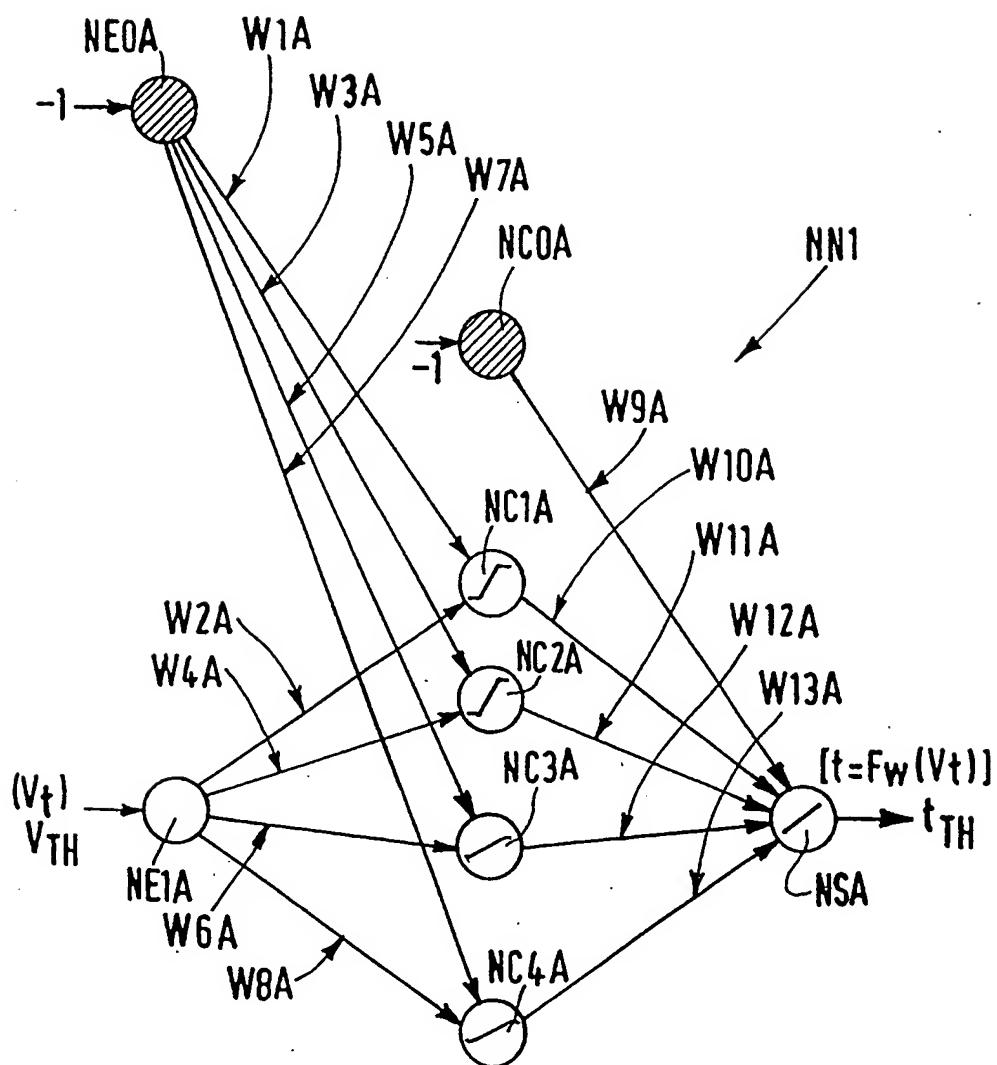 NE0A
W1A
-1
W3A
W5A
W7A
NC0A
NN1
-1
W9A
W10A
NC1A
W11A
W2A
W12A
W4A
NC2A
W13A
(Vt)
NC3A
[t=Fw(Vt)]
VTH
tTH
NE1A
NSA
W6A
W8A
NC4A